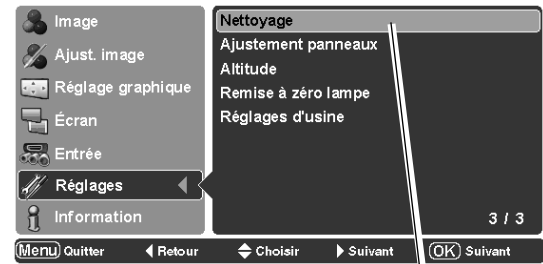 Image
Ajust. image
Réglage graphique
Écran
Entrée
Réglages
Information
Nettoyage
Ajustement panneaux
Altitude
Remise à zéro lampe
Réglages d'usine
3 / 3
Menu Quitter Retour Choisir Suivant OK Suivant